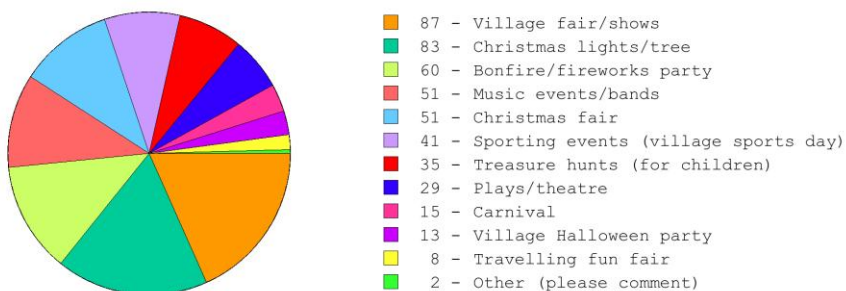 87 - Village fair/shows
83 - Christmas lights/tree
60 - Bonfire/fireworks party
51 - Music events/bands
51 - Christmas fair
41 - Sporting events (village sports day)
35 - Treasure hunts (for children)
29 - Plays/theatre
15 - Carnival
13 - Village Halloween party
8 - Travelling fun fair
2 - Other (please comment)